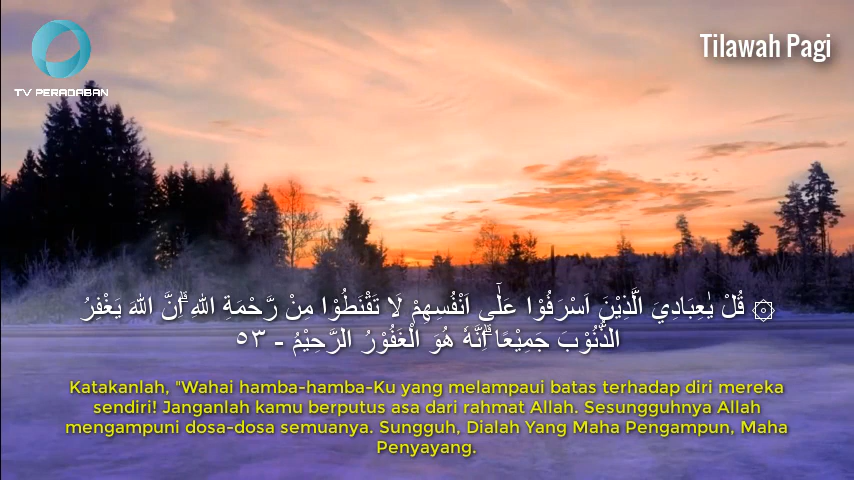 TV PERADABAN
Tilawah Pagi
۞ قُلْ يٰعِبَادِيَ الَّذِيْنَ اَسْرَفُوْا عَلٰٓى اَنْفُسِهِمْ لَا تَقْنَطُوْا مِنْ رَّحْمَةِ اللهِ ۗاِنَّ اللهَ يَغْفِرُ
الذُّنُوْبَ جَمِيْعًا ۗاِنَّهٗ هُوَ الْغَفُوْرُ الرَّحِيْمُ - ٥٣
Katakanlah, "Wahai hamba-hamba-Ku yang melampaui batas terhadap diri mereka
sendiri! Janganlah kamu berputus asa dari rahmat Allah. Sesungguhnya Allah
mengampuni dosa-dosa semuanya. Sungguh, Dialah Yang Maha Pengampun, Maha
Penyayang.